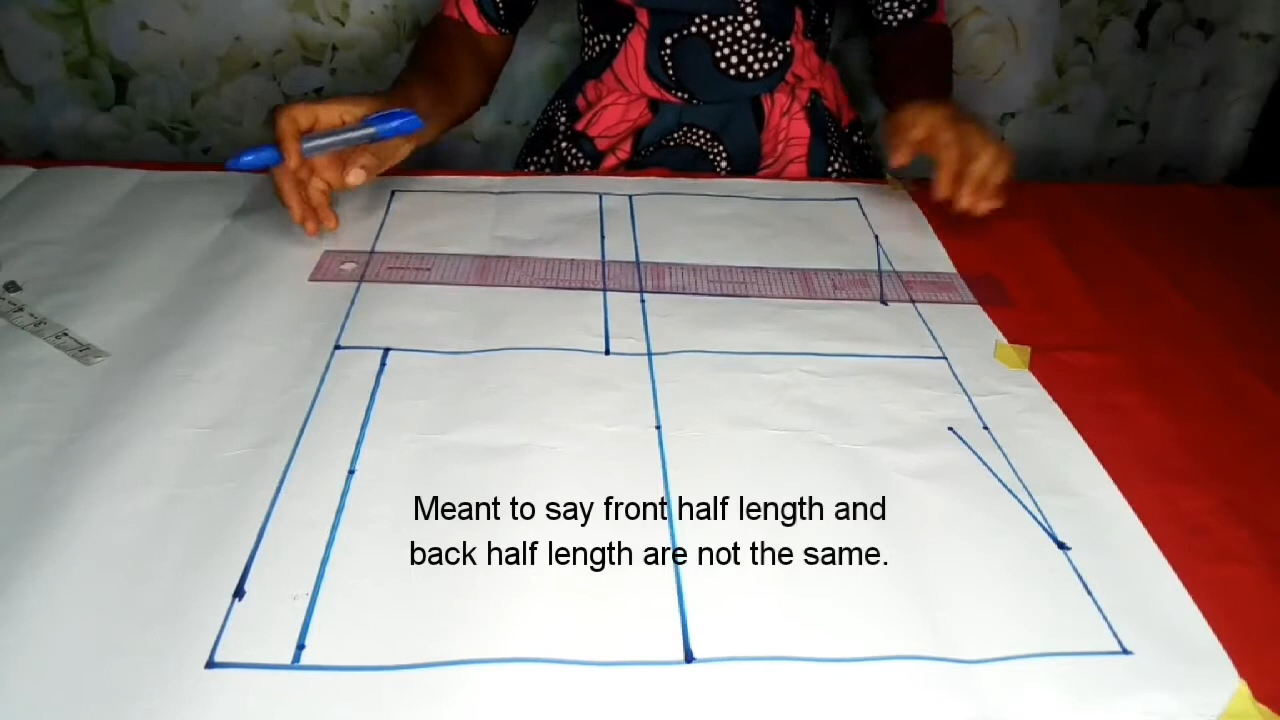 Meant to say front half length and
back half length are not the same.